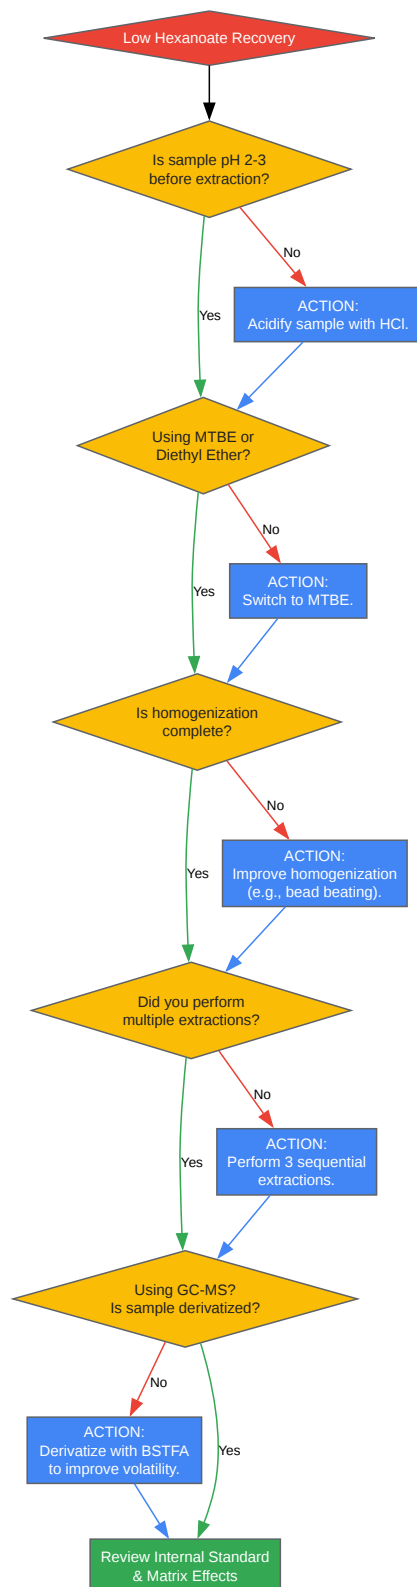 Low Hexanoate Recovery
Is sample pH 2-3
before extraction?
No
ACTION:
Acidify sample with HCl.
Yes
Using MTBE or
Diethyl Ether?
No
ACTION:
Switch to MTBE.
Yes
Is homogenization
complete?
No
ACTION:
Improve homogenization
(e.g., bead beating).
Yes
Did you perform
multiple extractions?
No
ACTION:
Perform 3 sequential
extractions.
Yes
Using GC-MS?
Is sample derivatized?
No
ACTION:
Derivatize with BSTFA
to improve volatility.
Yes
Review Internal Standard
& Matrix Effects